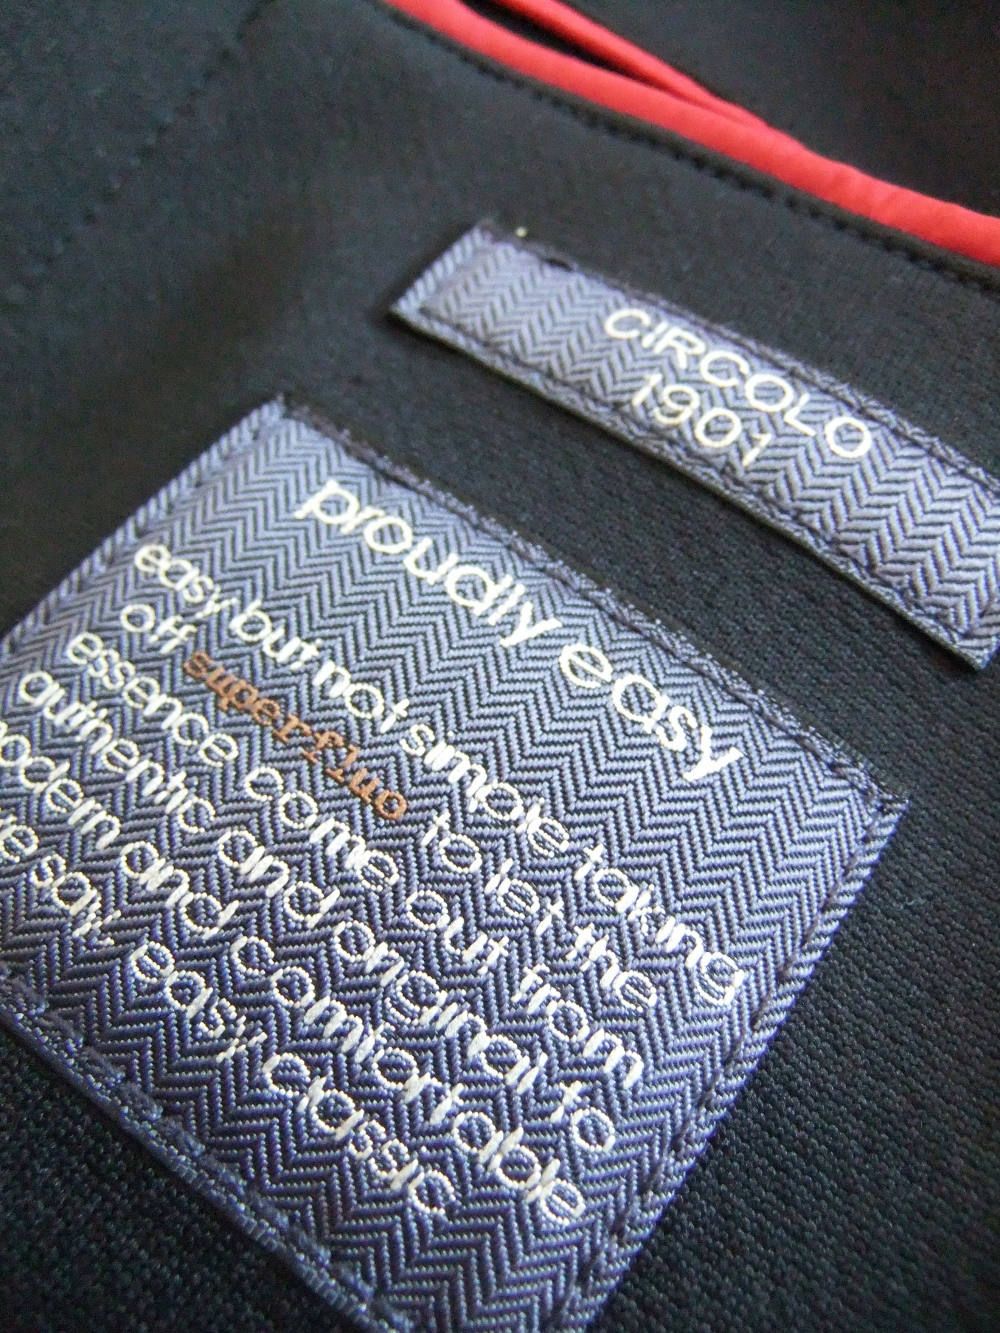 CIRCOLO
1901
proudly easy
easy but not simple taking
off superfluo to let the
essence come out from
authentic and original to
and comfortable
say. easy classic